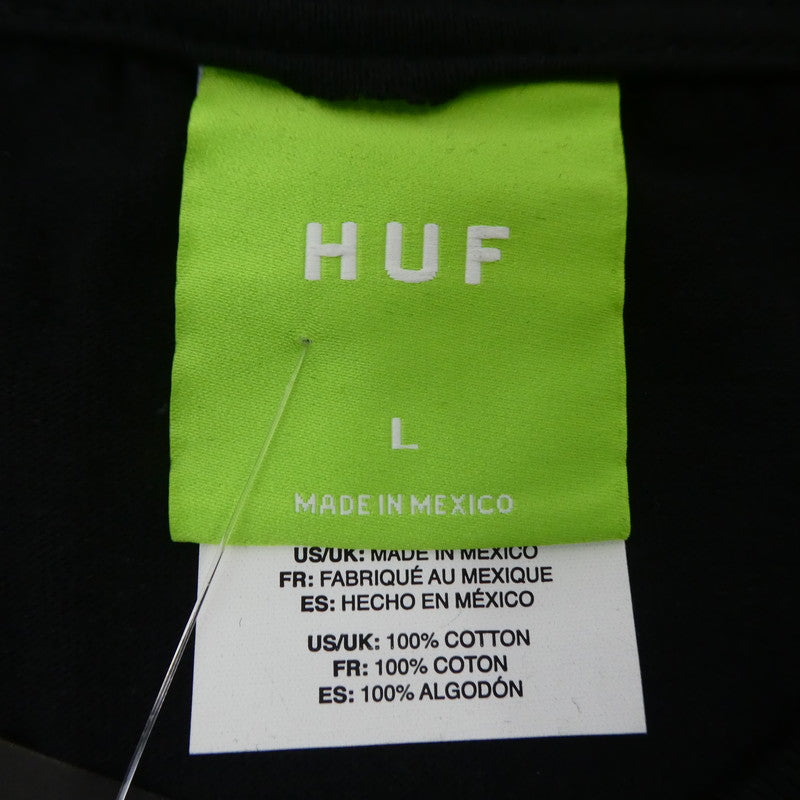 HUF
L
MADE IN MEXICO
US/UK: MADE IN MEXICO
FR: FABRIQUÉ AU MEXIQUE
ES: HECHO EN MÉXICO
US/UK: 100% COTTON
FR: 100% COTON
ES: 100% ALGODÓN